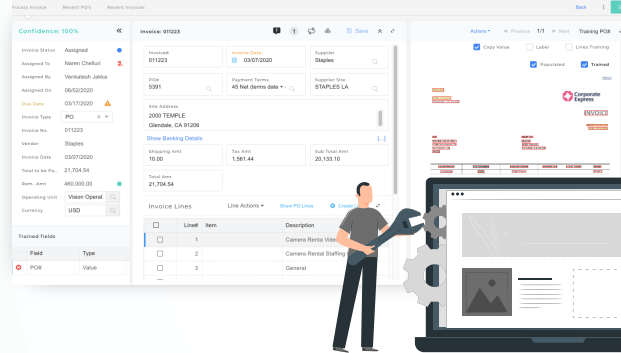 ocess Invoice Recent PO's Recent Invoices Back
Confidence: 100%
Invoice: 011223 1 Save
Actions Previous 1/1 Next Training PO#
Copy Value Label Lines Training
Populated Trained
Invoice Status Assigned
Assigned To Naren Chelluri 2.
Assigned By Venkatesh Jakka
Assigned On 06/02/2020
Due Date 03/17/2020
Invoice Type PO
Invoice No. 011223
Vendor Staples
Invoice Date 03/07/2020
Total to be Pa.. 21,704.54
Rem. Amt 460,000.00
Operating Unit Vision Operat
Currency USD
Trained fields
Field Type
PO# Value
Invoice# Invoice Date Supplier
011223 03/07/2020 Staples
PO# Payment Terms Supplier Site
5391 45 Net (terms date + STAPLES LA
Site Address
2000 TEMPLE
Glendale, CA 91206
Show Banking Details [...]
Shipping Amt Tax Amt Sub Total Amt
10.00 1,561.44 20,133.10
Total Amt
21,704.54
Invoice Lines Line Actions Show PO Lines Create
Line# Item Description
1 Camera Renta Vide
2 Camera Rental Staffing
3 General
Corporate
Express
INVOICE